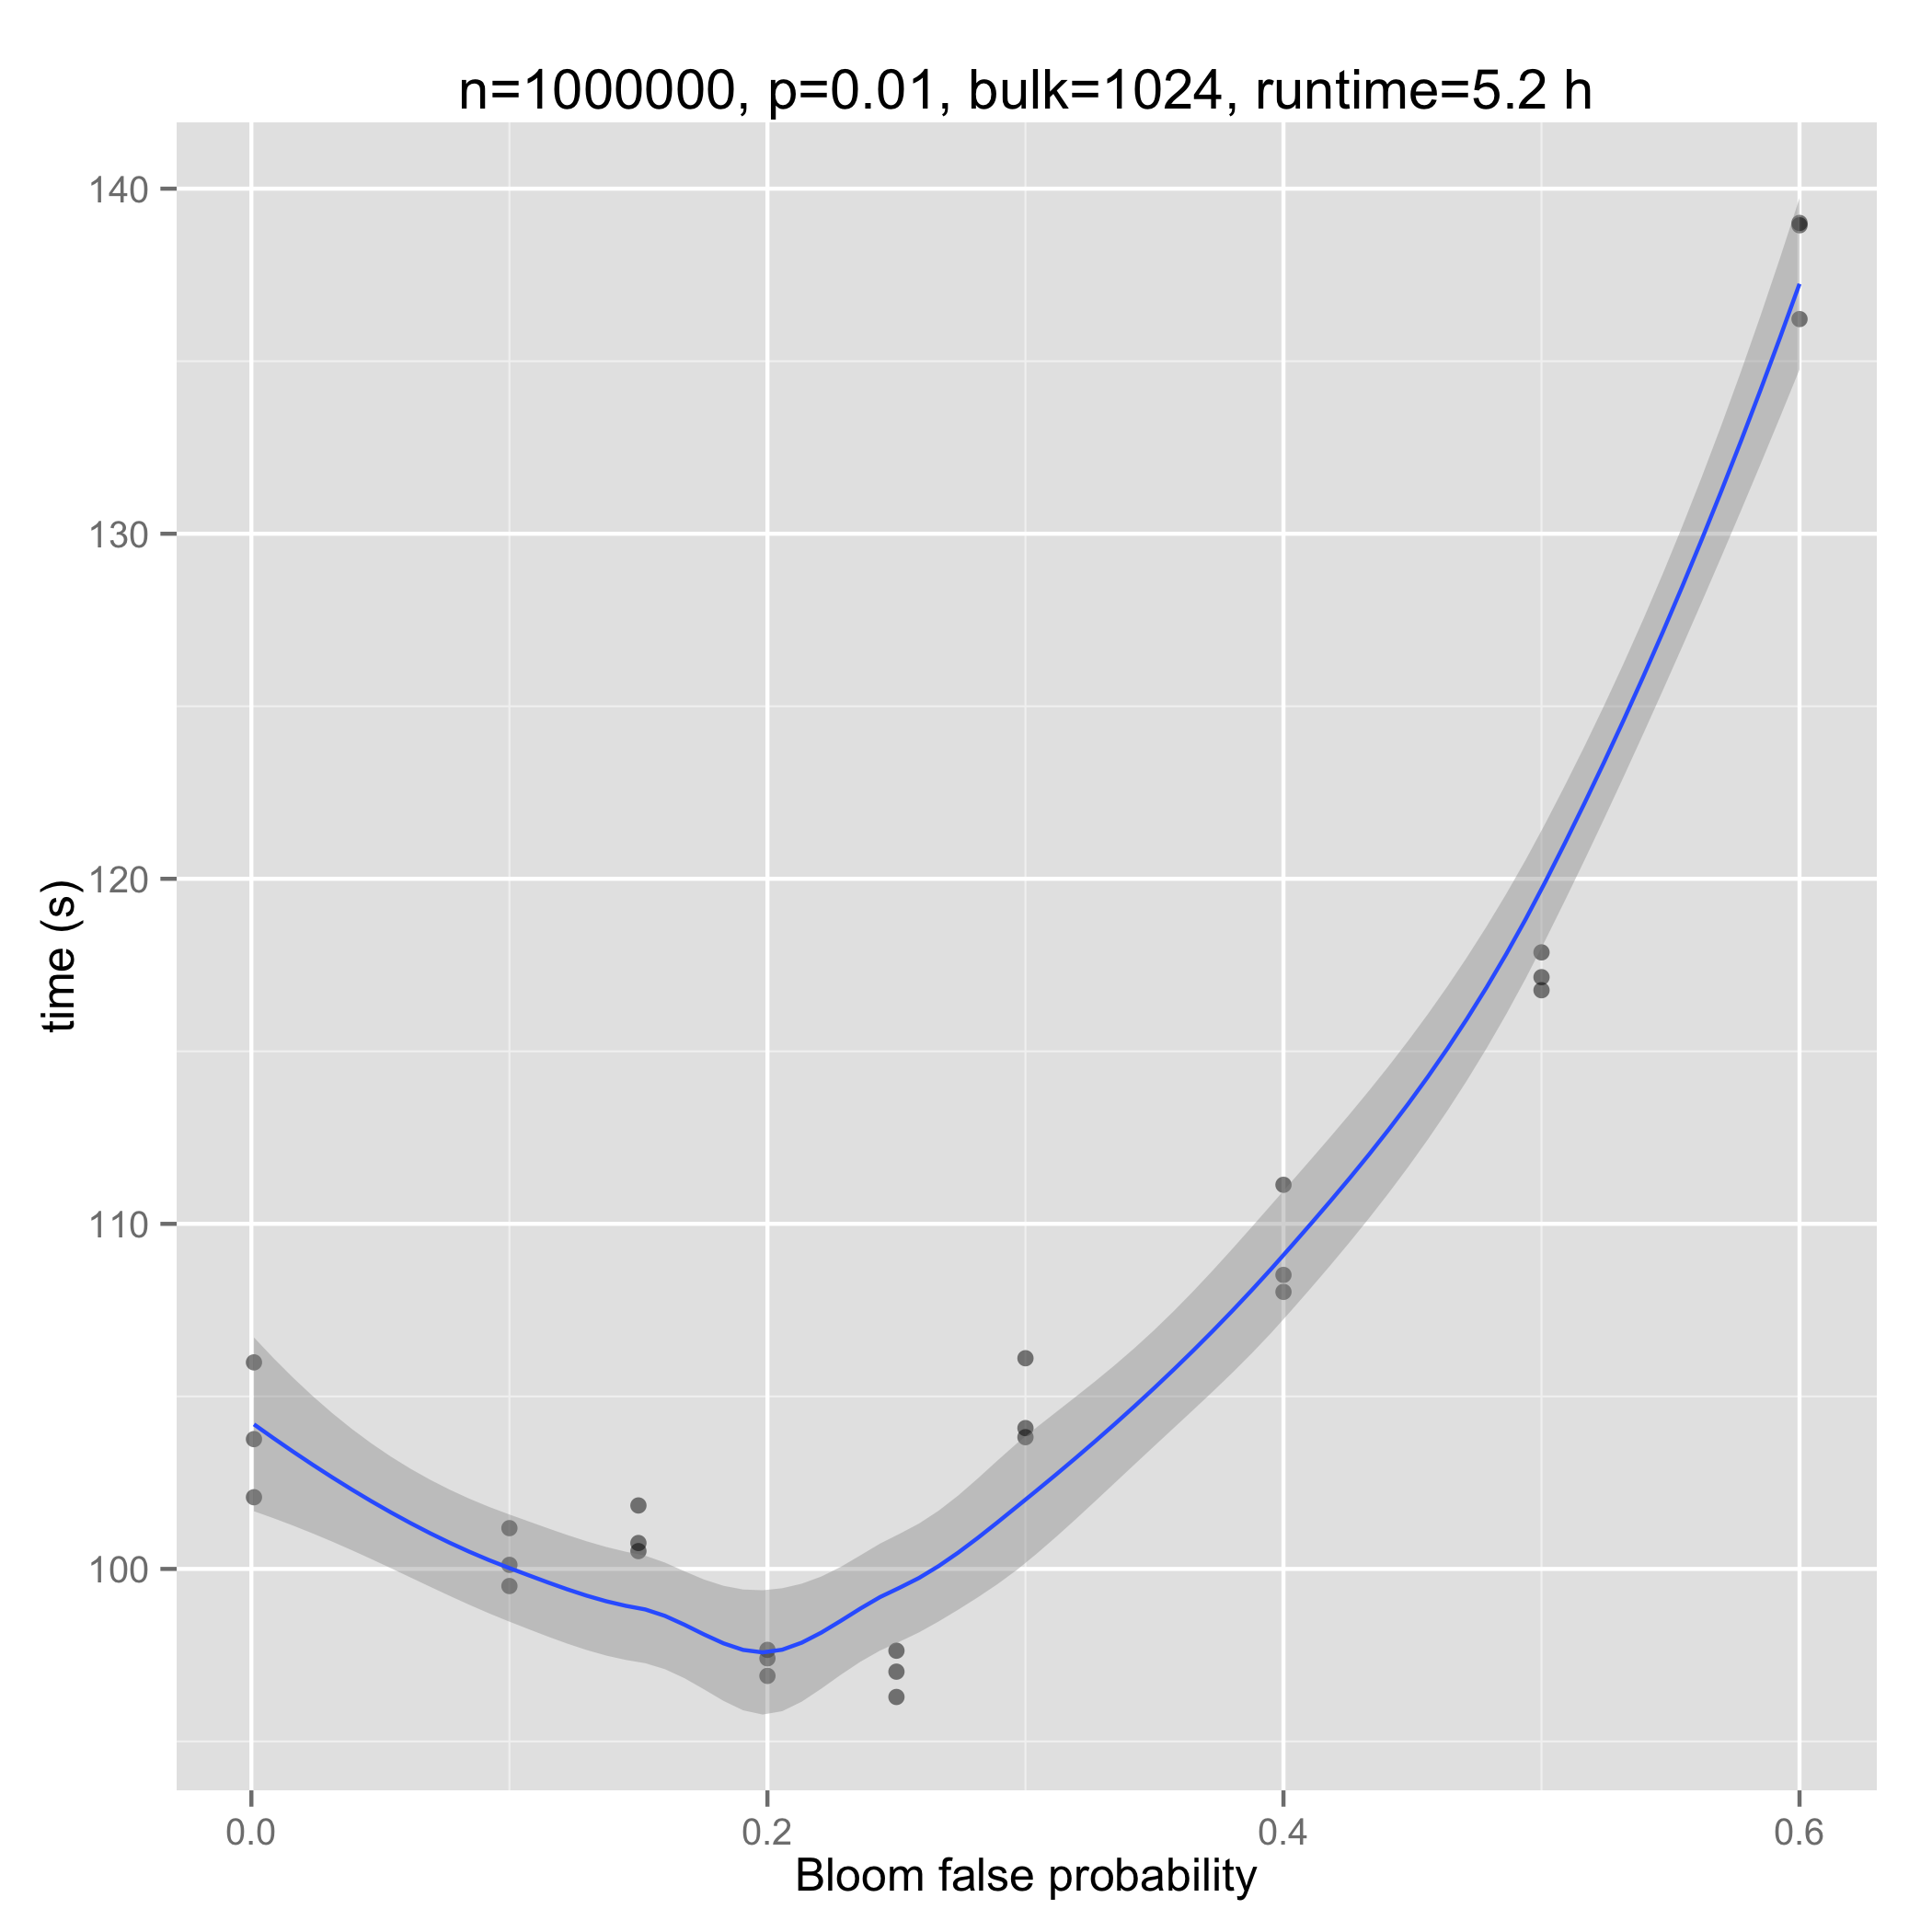 n=1000000, p=0.01, bulk=1024, runtime=5.2 h
140
130
120
110
100
time (s)
0.0 0.2 0.4 0.6
Bloom false probability